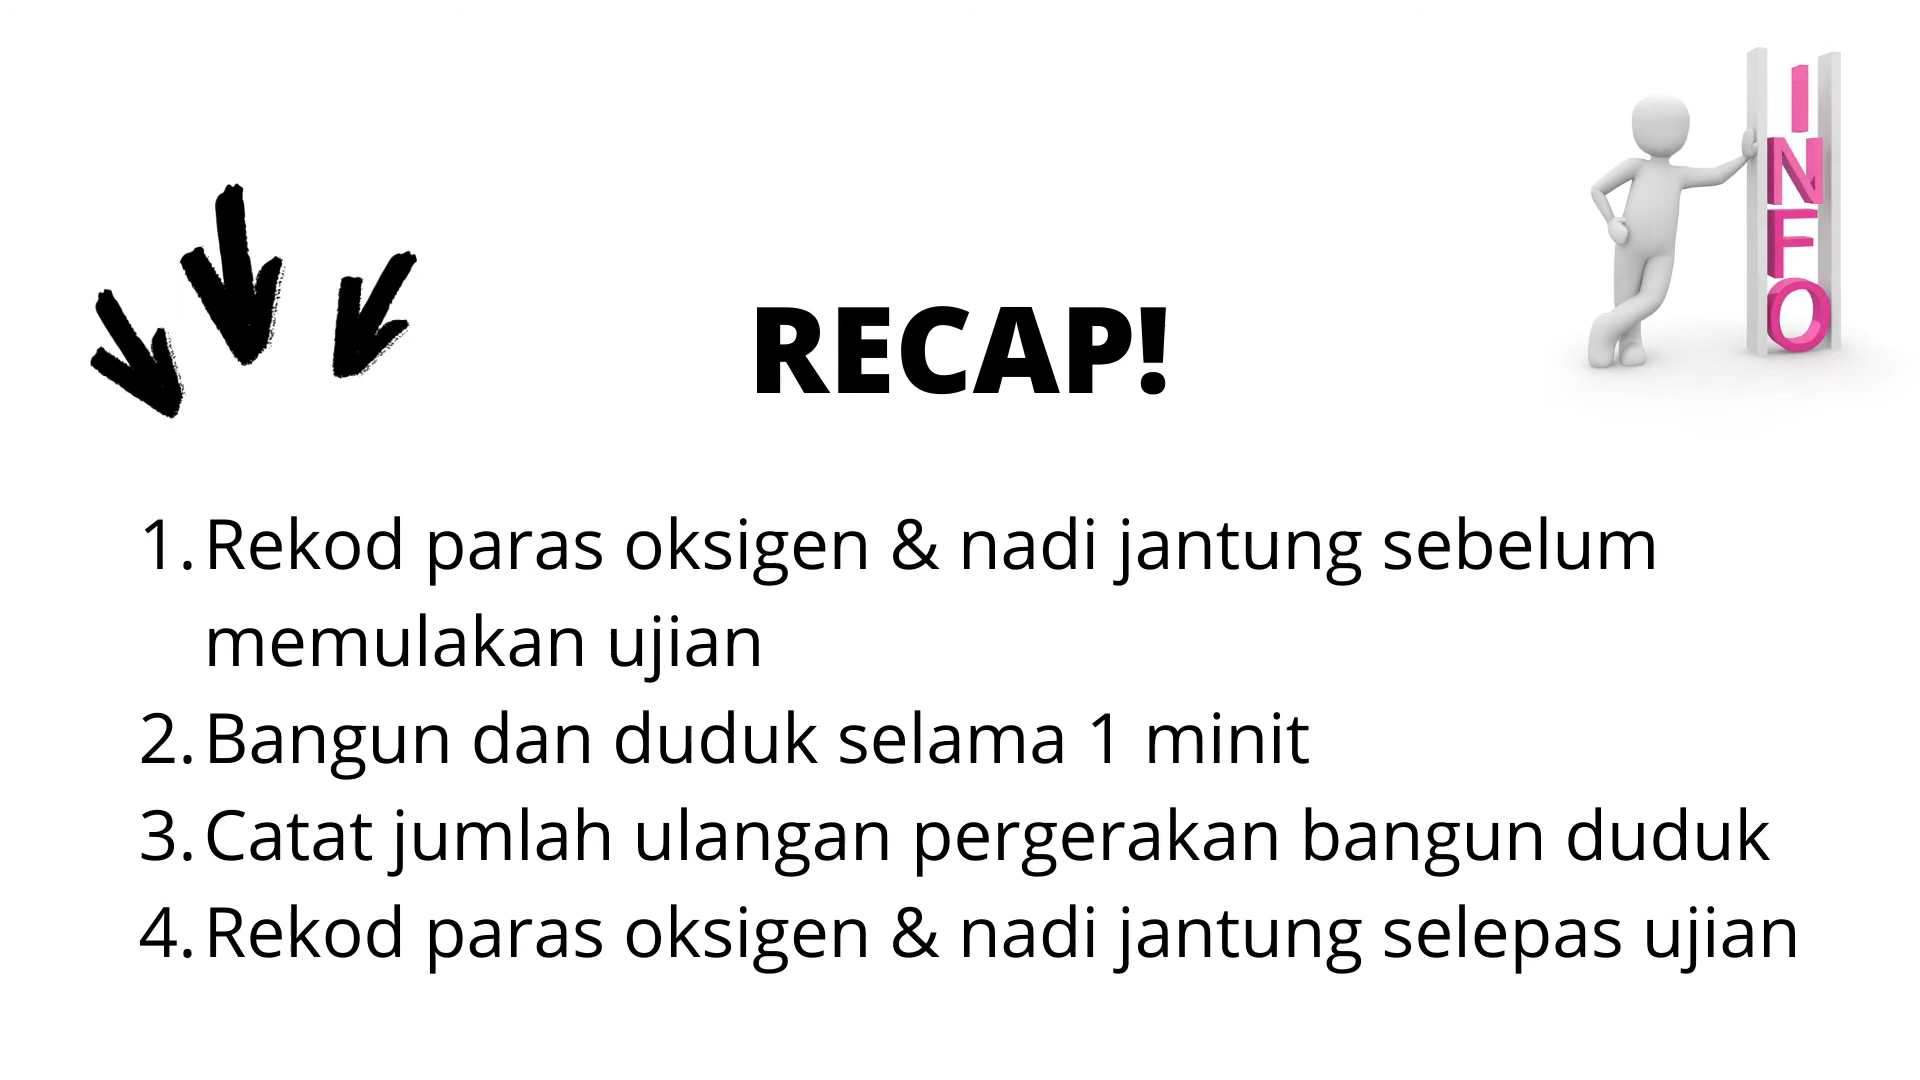 INFO
RECAP!
1. Rekod paras oksigen & nadi jantung sebelum
memulakan ujian
2. Bangun dan duduk selama 1 minit
3. Catat jumlah ulangan pergerakan bangun duduk
4. Rekod paras oksigen & nadi jantung selepas ujian